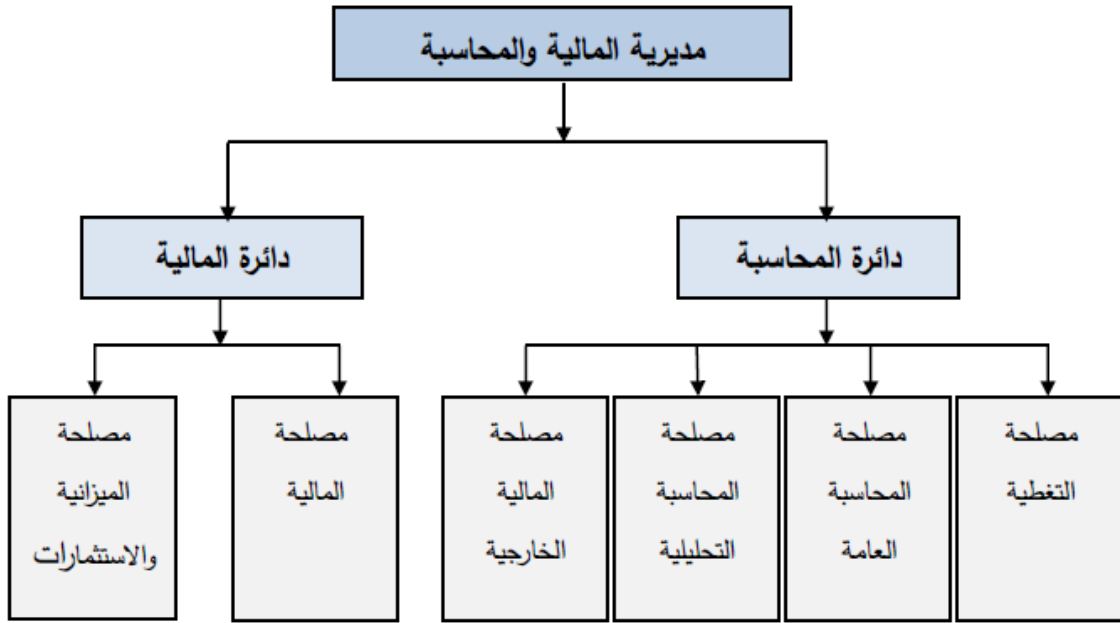 مديرية المالية والمحاسبة
دائرة المحاسبة
دائرة المالية
مصلحة
التغطية
مصلحة
المحاسبة
العامة
مصلحة
المحاسبة
التحليلية
مصلحة
المالية
الخارجية
مصلحة
المالية
مصلحة
الميزانية
والاستثمارات